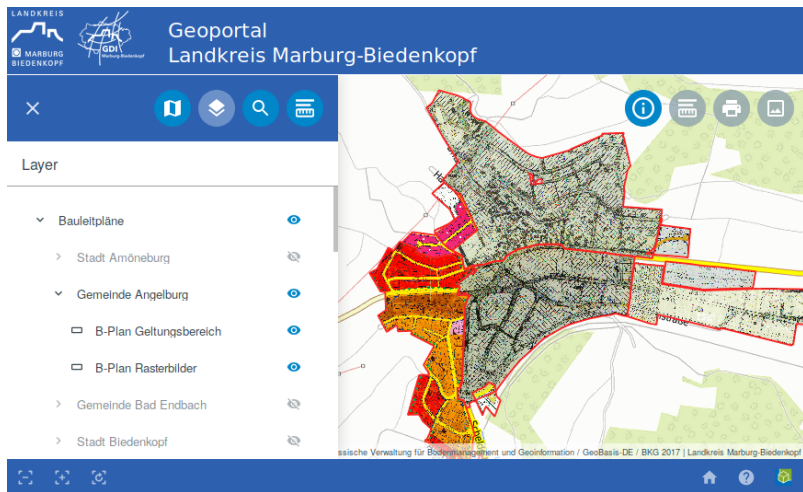 LANDKREIS
MARBURG
BIEDENKOPF
GDI
Marburg-Biedenkopf
Geoportal
Landkreis Marburg-Biedenkopf
Layer
Bauleitpläne
Stadt Amöneburg
Gemeinde Angelburg
B-Plan Geltungsbereich
B-Plan Rasterbilder
Gemeinde Bad Endbach
Stadt Biedenkopf
ssische Verwaltung für Bodenmanagement und Geoinformation / GeoBasis-DE / BKG 2017 | Landkreis Marburg-Biedenkopf